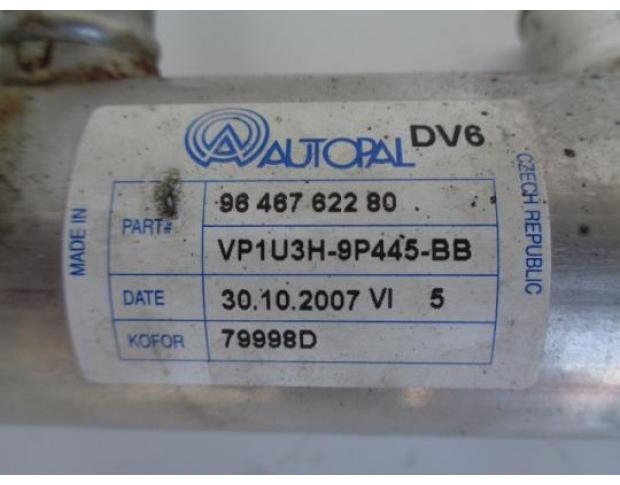 AUTOPAL DV6
MADE IN
PART# 96 467 622 80
VP1U3H-9P445-BB
DATE 30.10.2007 VI 5
KOFOR 79998D
CZECH REPUBLIC